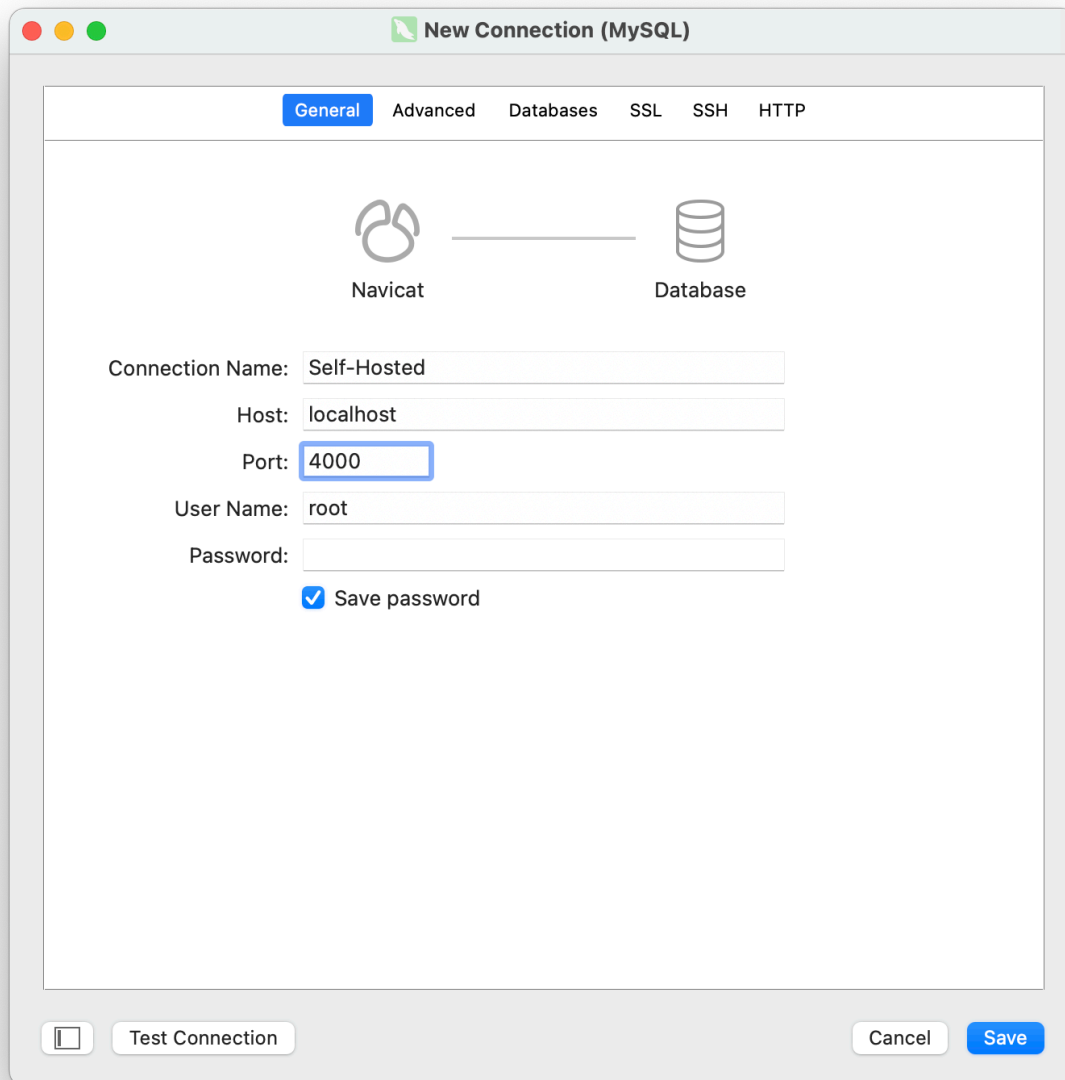 New Connection (MySQL)
General Advanced Databases SSL SSH HTTP
Navicat Database
Connection Name: Self-Hosted
Host: localhost
Port: 4000
User Name: root
Password:
Save password
Test Connection Cancel Save